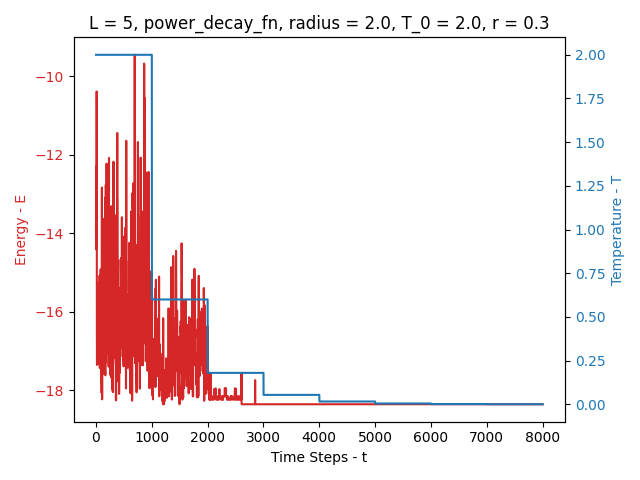 L = 5, power_decay_fn, radius = 2.0, T_0 = 2.0, r = 0.3
Energy - E
−10
−12
−14
−16
−18
2.00
1.75
1.50
1.25
1.00
0.75
0.50
0.25
0.00
Temperature - T
0 1000 2000 3000 4000 5000 6000 7000 8000
Time Steps - t